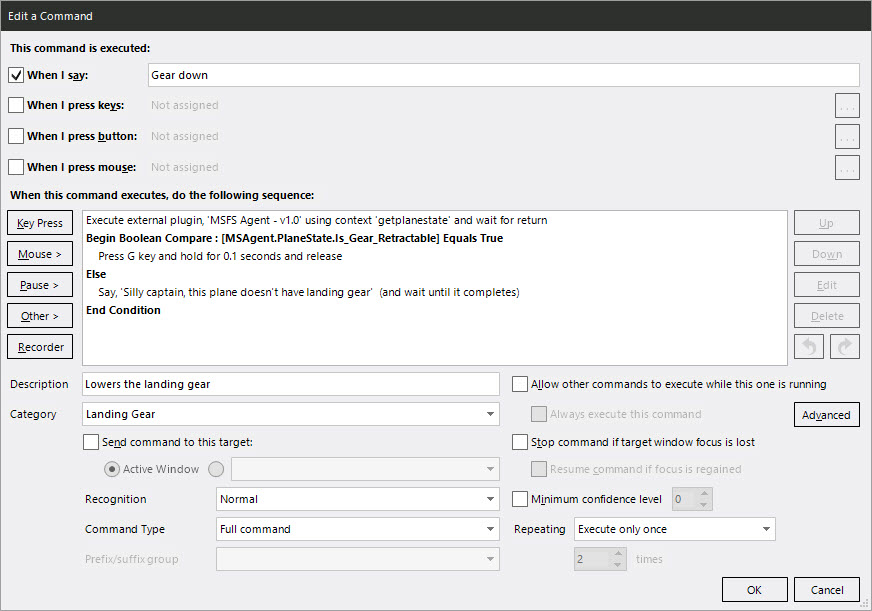 Edit a Command
This command is executed:
When I say: Gear down
When I press keys: Not assigned ...
When I press button: Not assigned ...
When I press mouse: Not assigned ...
When this command executes, do the following sequence:
Key Press
Mouse >
Pause >
Other >
Recorder
Execute external plugin, 'MSFS Agent - v1.0' using context 'getplanestate' and wait for return
Begin Boolean Compare : [MSAgent.PlaneState.Is_Gear_Retractable] Equals True
Press G key and hold for 0.1 seconds and release
Else
Say, 'Silly captain, this plane doesn't have landing gear' (and wait until it completes)
End Condition
Up
Down
Edit
Delete
Description Lowers the landing gear
Allow other commands to execute while this one is running
Category Landing Gear
Always execute this command
Advanced
Send command to this target:
Stop command if target window focus is lost
Active Window
Resume command if focus is regained
Recognition Normal
Minimum confidence level 0
Command Type Full command
Repeating Execute only once
Prefix/suffix group
2 times
OK Cancel